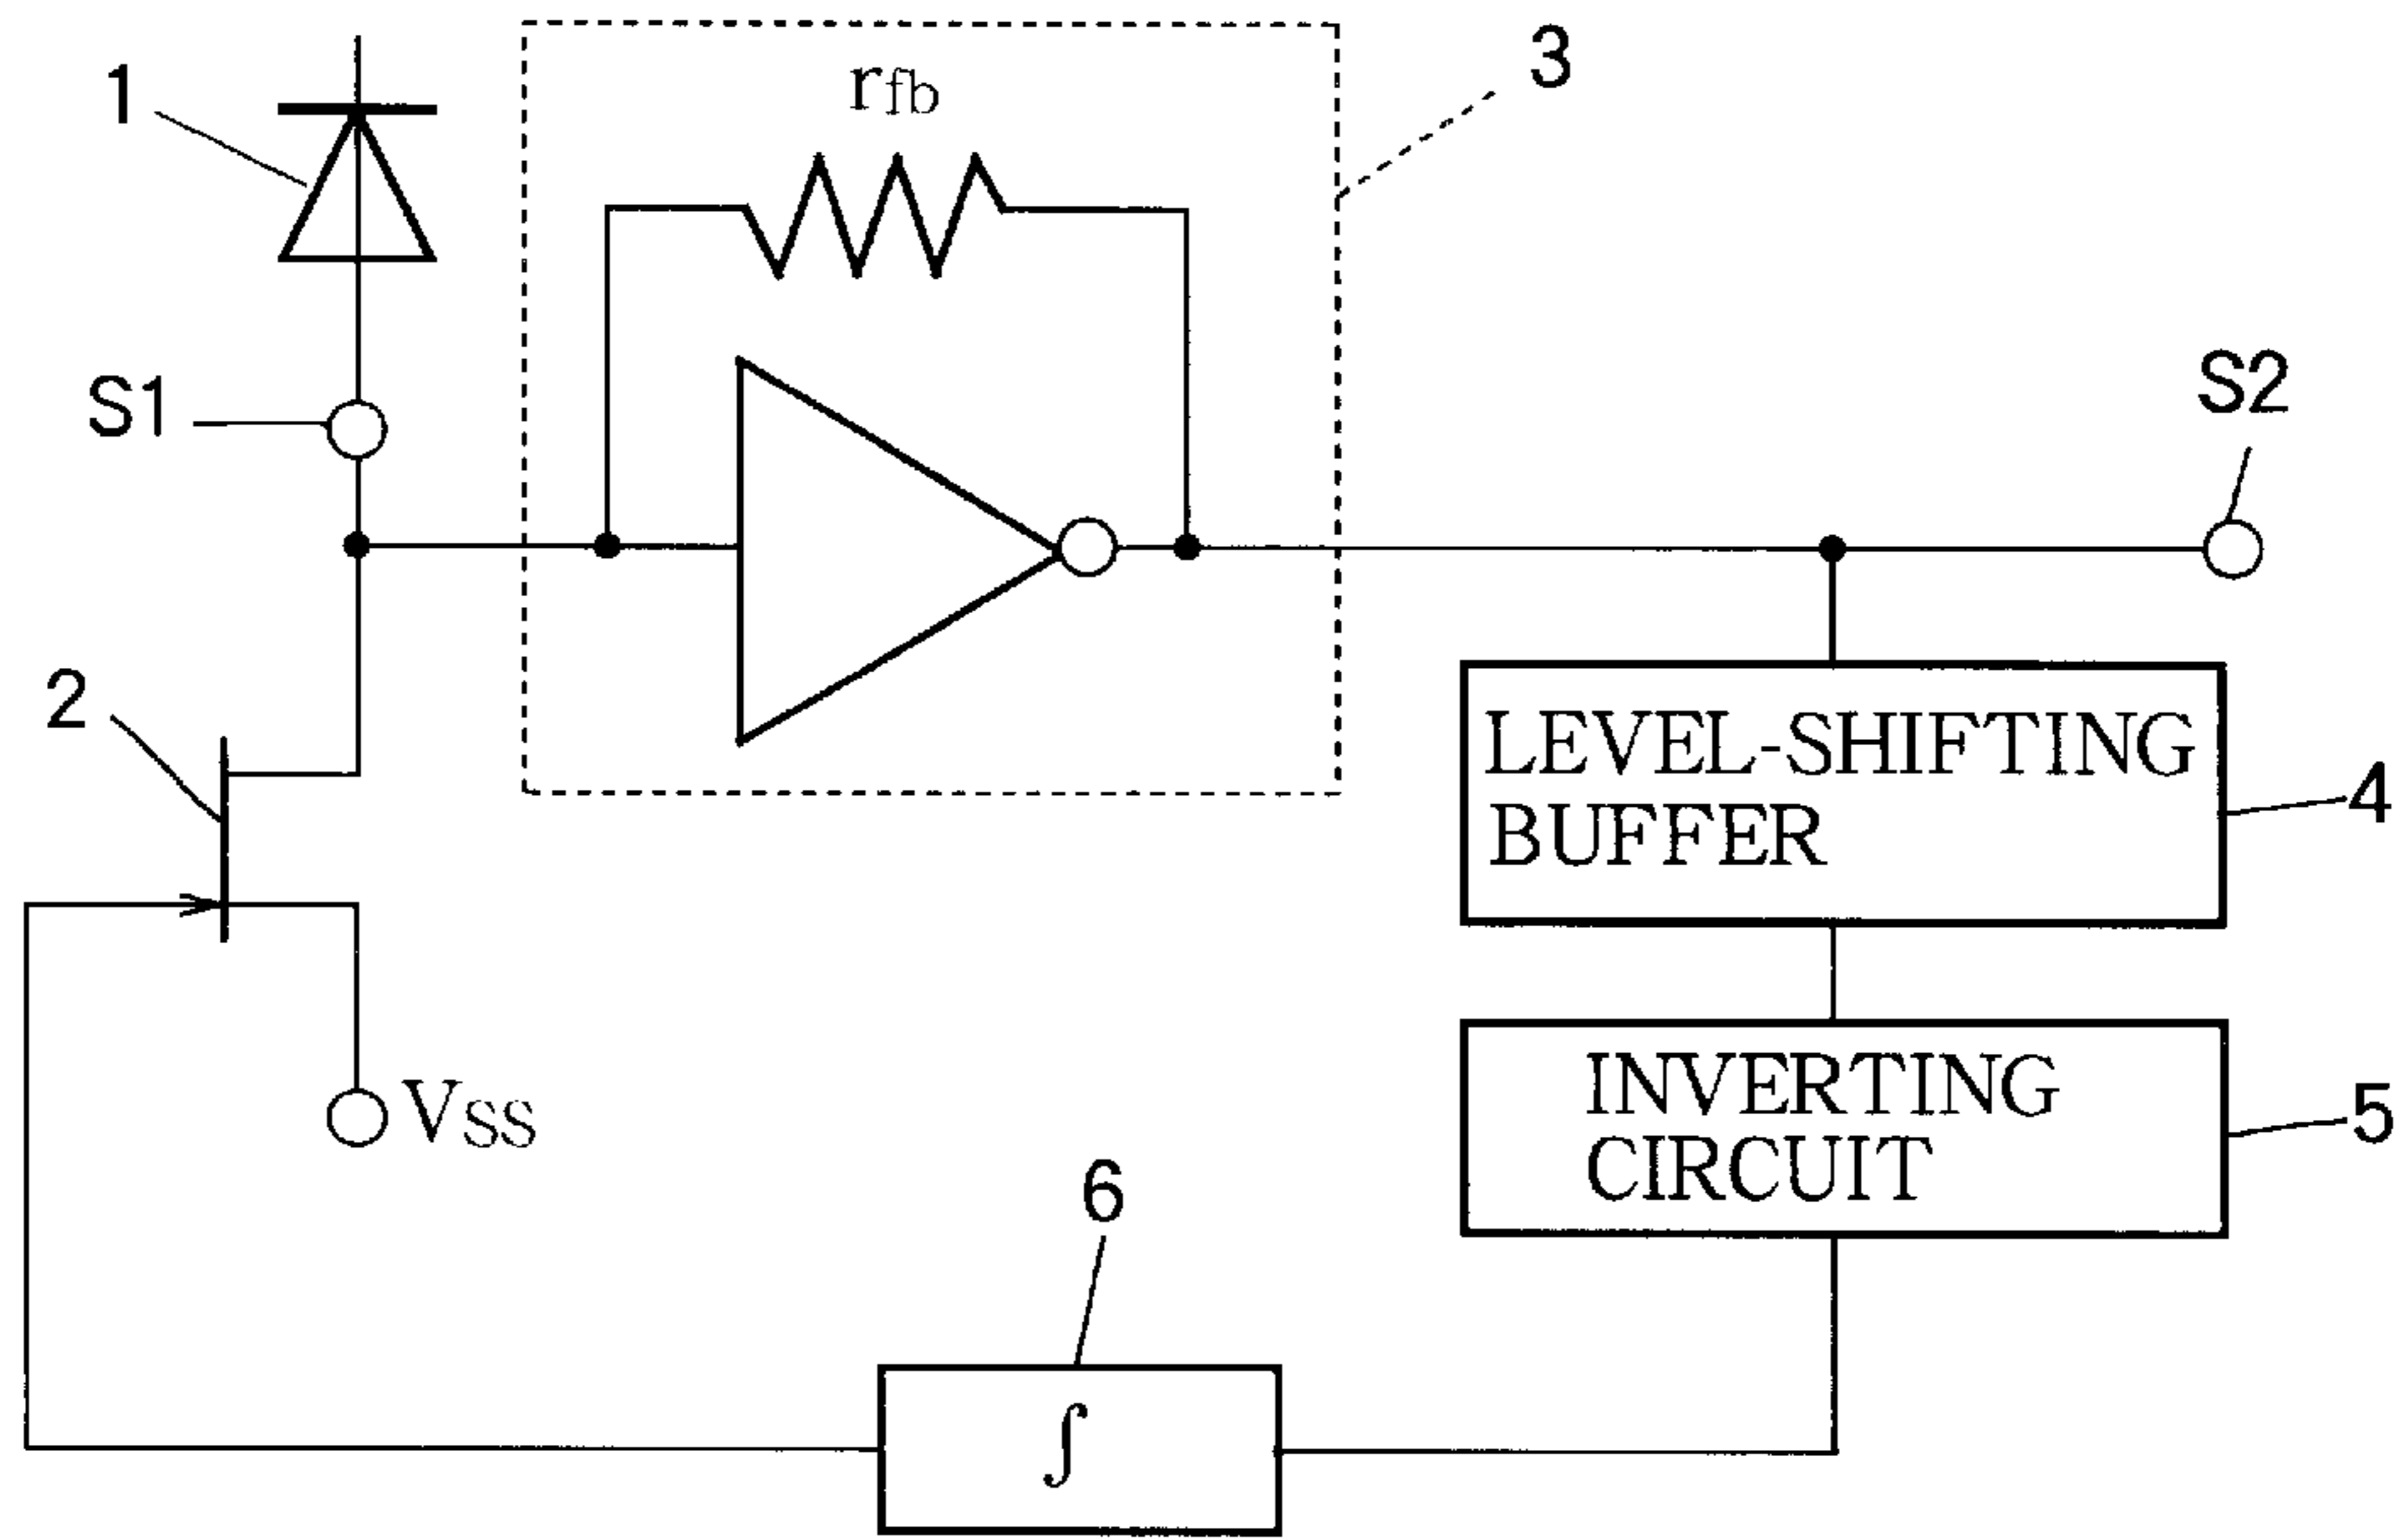 1
rfb
3
S1
S2
2
LEVEL-SHIFTING
BUFFER
4
VSS
INVERTING
CIRCUIT
5
6
∫